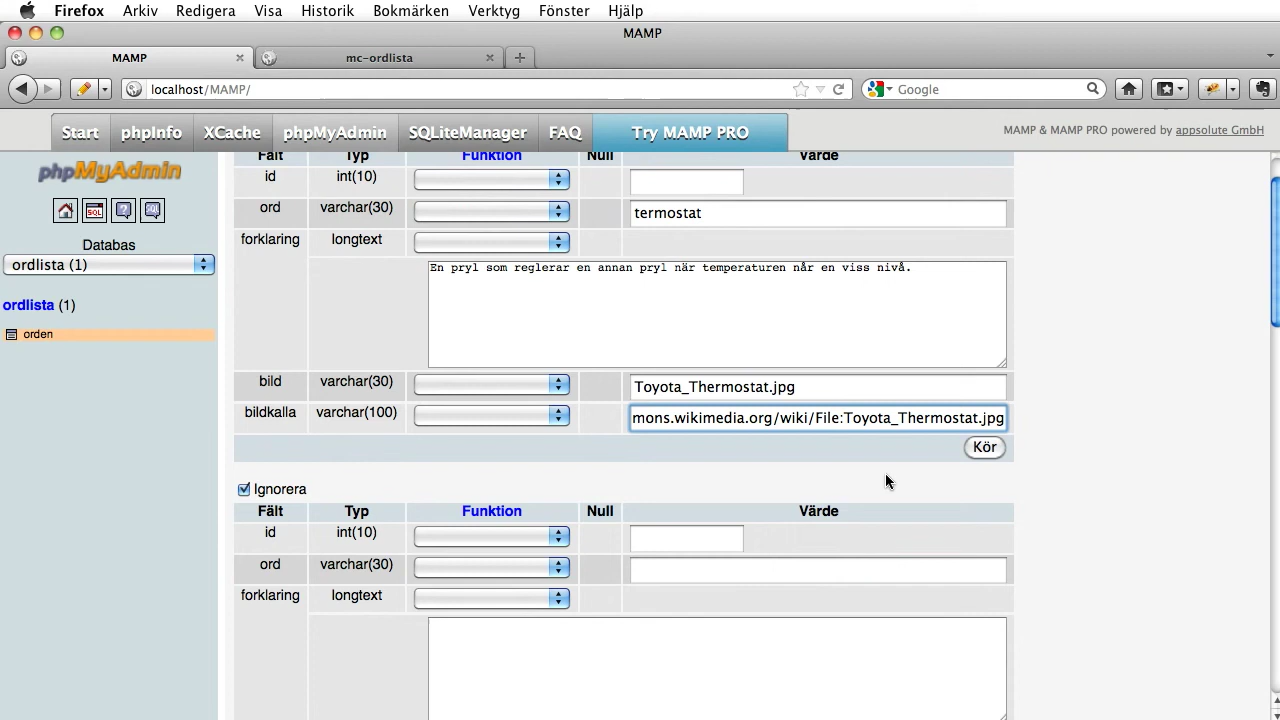 Firefox Arkiv Redigera Visa Historik Bokmärken Verktyg Fönster Hjälp
MAMP
MAMP mc-ordlista
localhost/MAMP/ Google
Start phpInfo XCache phpMyAdmin SQLiteManager FAQ Try MAMP PRO MAMP & MAMP PRO powered by appsolute GmbH
phpMyAdmin
SQL
Databas
ordlista (1)
ordlista (1)
orden
Fält Typ Funktion Null Värde
id int(10)
ord varchar(30) termostat
forklaring longtext
En pryl som reglerar en annan pryl när temperaturen når en viss nivå.
bild varchar(30) Toyota_Thermostat.jpg
bildkalla varchar(100) mons.wikimedia.org/wiki/File:Toyota_Thermostat.jpg
Kör
Ignorera
Fält Typ Funktion Null Värde
id int(10)
ord varchar(30)
forklaring longtext